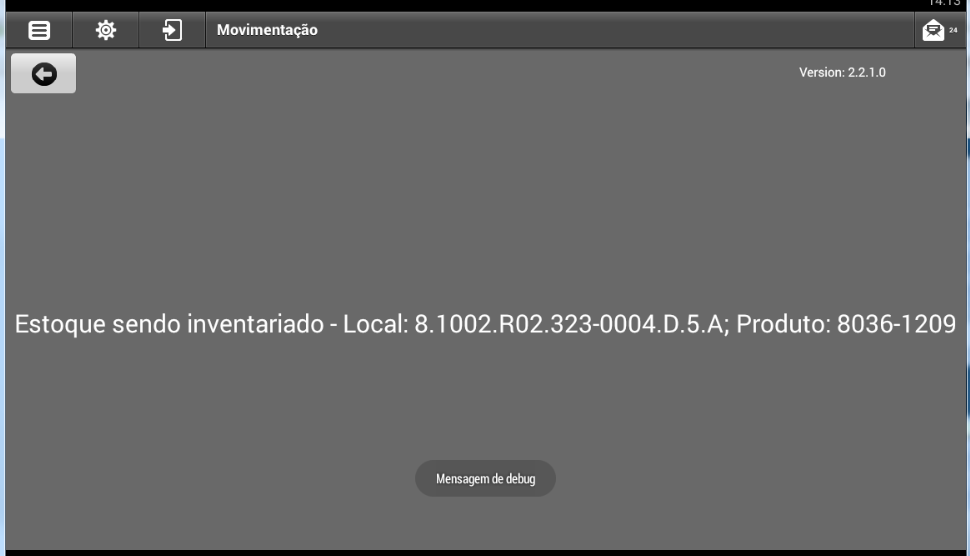 14:13
Movimentação
24
Version: 2.2.1.0
Estoque sendo inventariado - Local: 8.1002.R02.323-0004.D.5.A; Produto: 8036-1209
Mensagem de debug